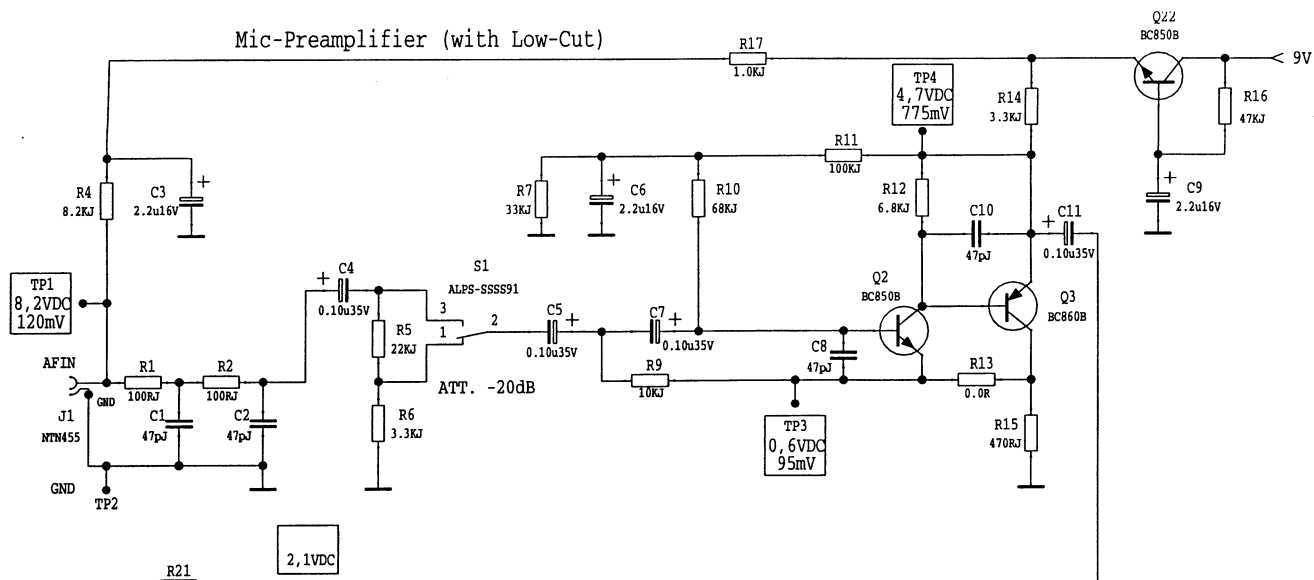 Mic-Preamplifier (with Low-Cut)
Q22
BC850B
9V
R17
1.0KJ
TP4
4,7VDC
775mV
R14
3.3KJ
R16
47KJ
R4
8.2KJ
C3
+
2.2u16V
R7
33KJ
+
C6
2.2u16V
R11
100KJ
R10
68KJ
R12
6.8KJ
C10
47pJ
+
C11
0.10u35V
+
C9
2.2u16V
TP1
8,2VDC
120mV
+
C4
0.10u35V
S1
ALPS-SSSS91
3
1
2
R5
22KJ
ATT. -20dB
R6
3.3KJ
C5
+
0.10u35V
C7
+
0.10u35V
R9
10KJ
C8
47pJ
Q2
BC850B
Q3
BC860B
R13
0.0R
R15
470RJ
TP3
0,6VDC
95mV
AFIN
J1
NTN455
GND
R1
100RJ
R2
100RJ
C1
47pJ
C2
47pJ
GND
TP2
2,1VDC
R21